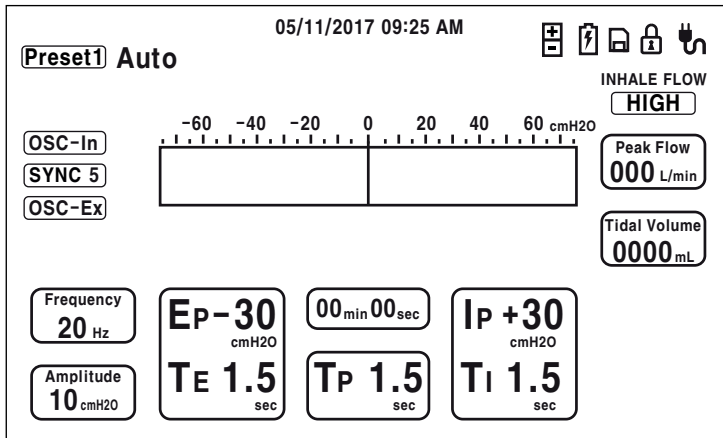 05/11/2017 09:25 AM
Preset1 Auto
INHALE FLOW
HIGH
-60 -40 -20 0 20 40 60 cmH2O
OSC-In
SYNC 5
OSC-Ex
Peak Flow
000 L/min
Tidal Volume
0000 mL
Frequency
20 Hz
Amplitude
10 cmH2O
EP-30
cmH2O
TE 1.5
sec
00 min 00 sec
TP 1.5
sec
IP +30
cmH2O
TI 1.5
sec